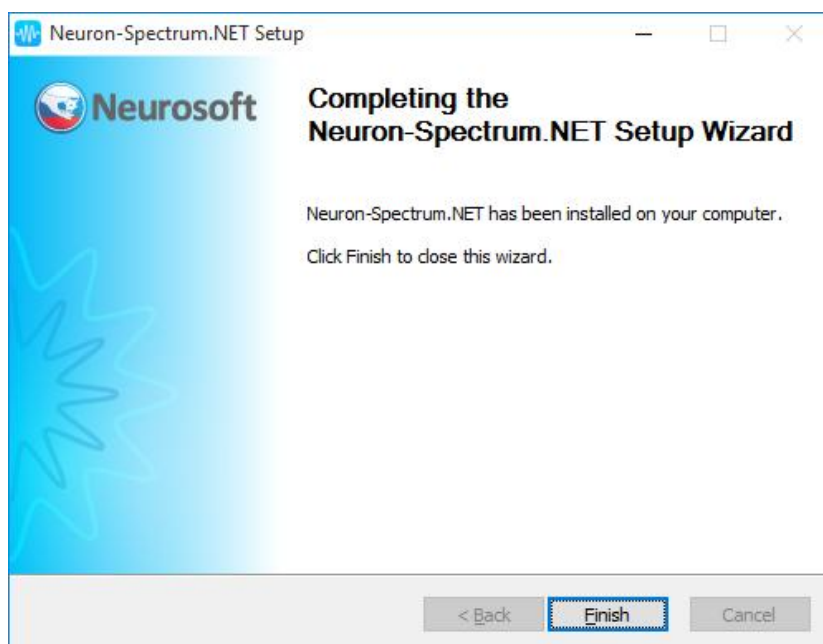 Neuron-Spectrum.NET Setup
Neurosoft
Completing the
Neuron-Spectrum.NET Setup Wizard
Neuron-Spectrum.NET has been installed on your computer.
Click Finish to close this wizard.
< Back
Finish
Cancel